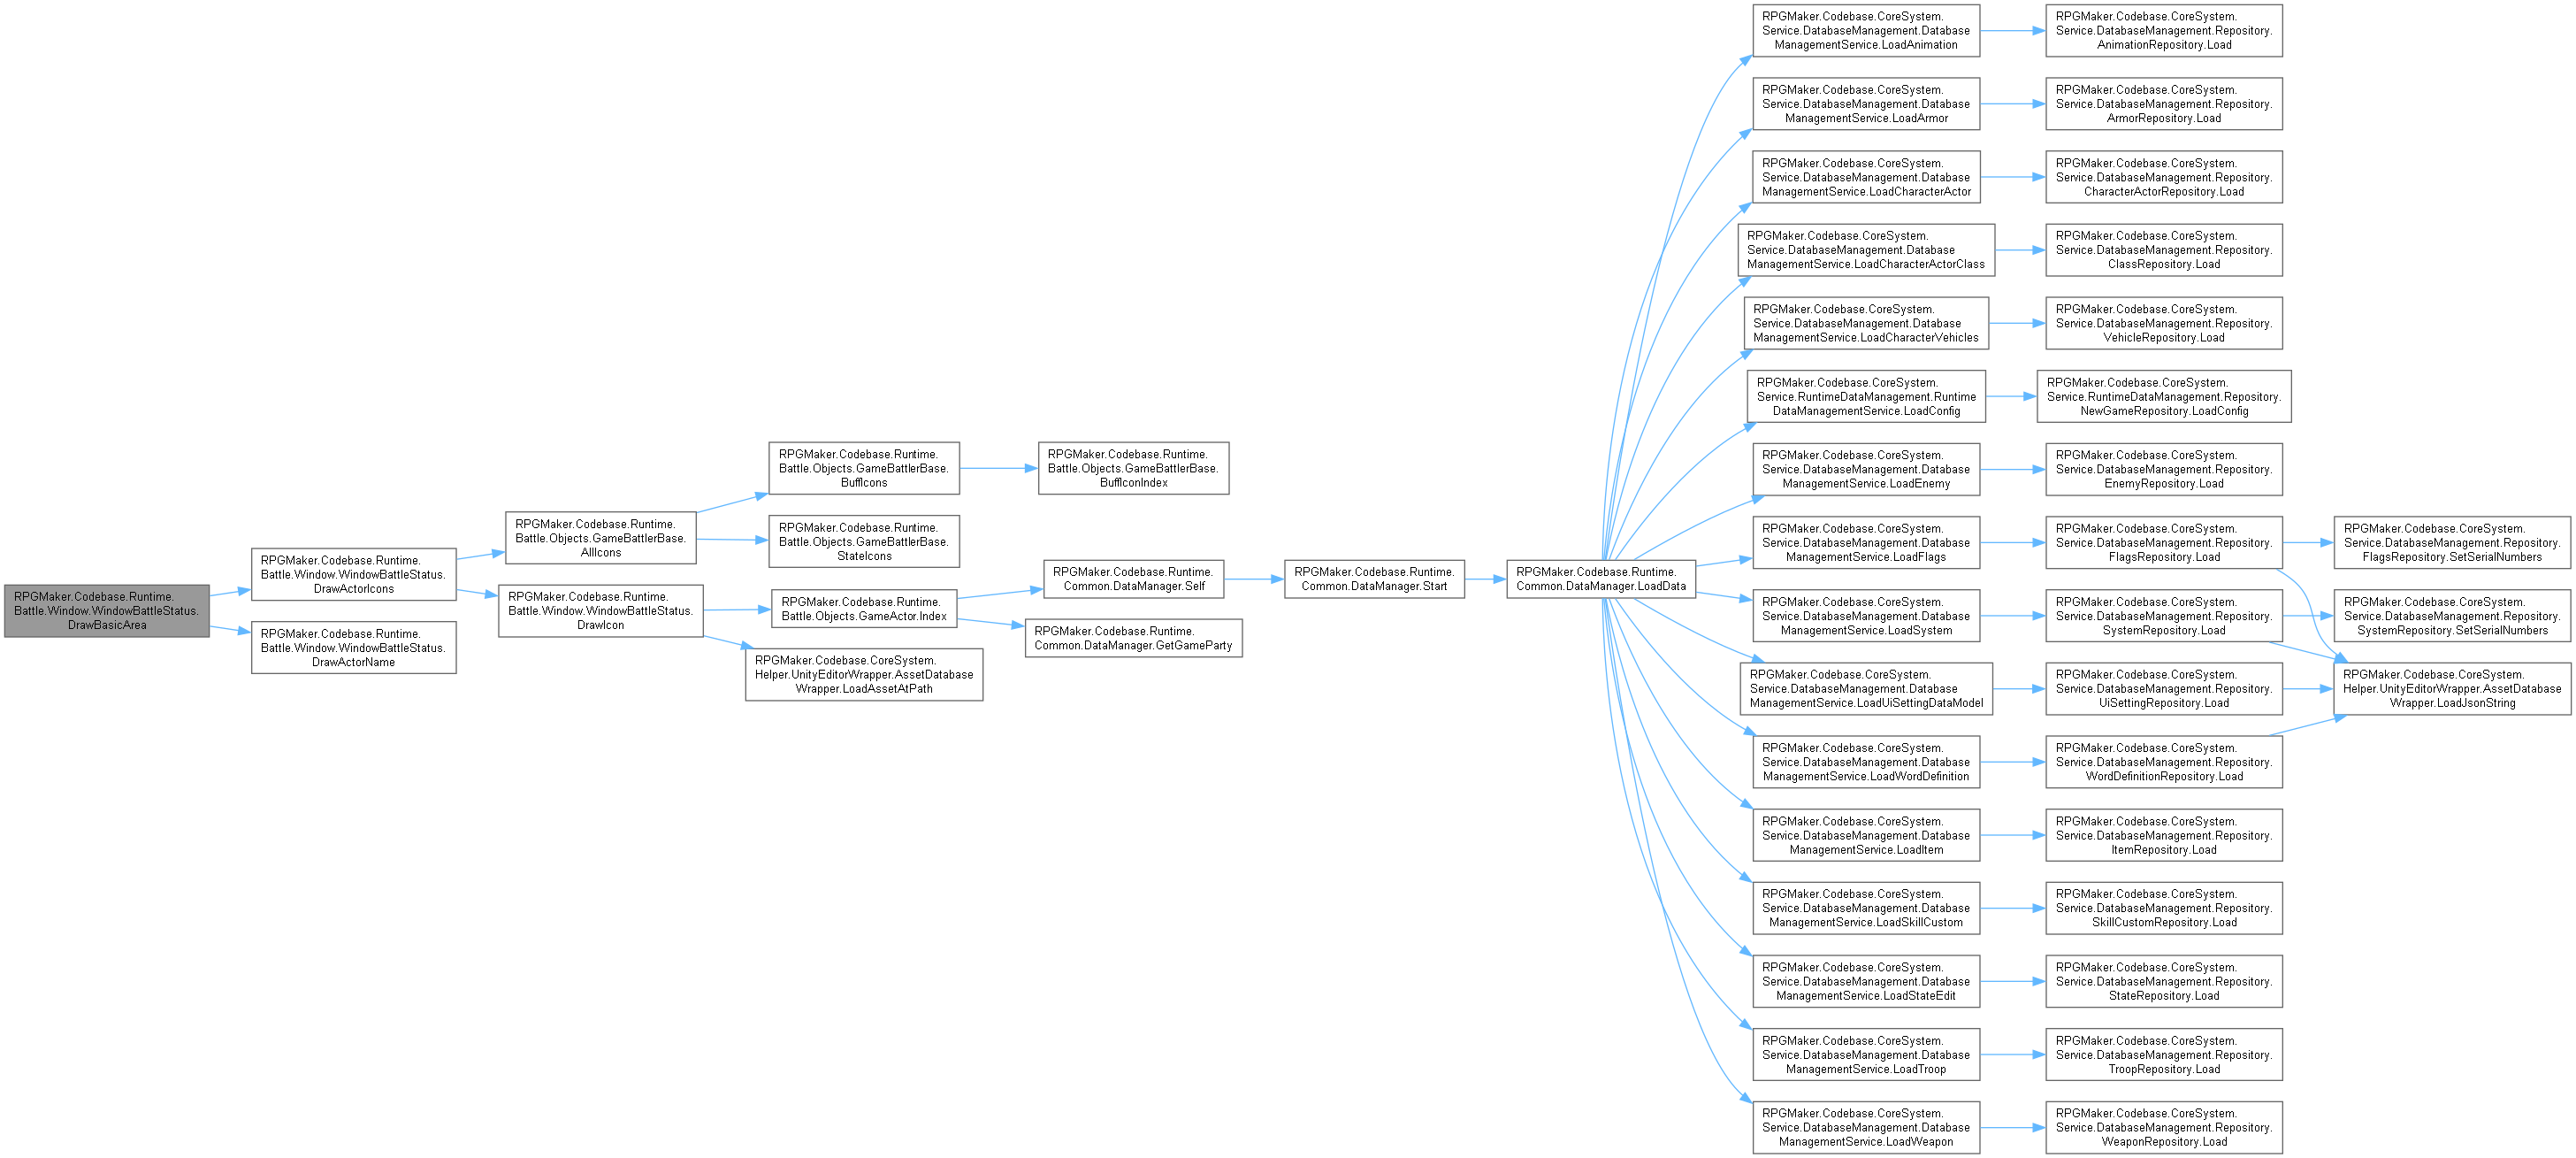 RPGMaker.Codebase.Runtime.
Battle.Window.WindowBattleStatus.
DrawBasicArea
RPGMaker.Codebase.Runtime.
Battle.Window.WindowBattleStatus.
DrawActorIcons
RPGMaker.Codebase.Runtime.
Battle.Window.WindowBattleStatus.
DrawActorName
RPGMaker.Codebase.Runtime.
Battle.Objects.GameBattlerBase.
AllIcons
RPGMaker.Codebase.Runtime.
Battle.Window.WindowBattleStatus.
DrawIcon
RPGMaker.Codebase.Runtime.
Battle.Objects.GameBattlerBase.
BuffIcons
RPGMaker.Codebase.Runtime.
Battle.Objects.GameBattlerBase.
StateIcons
RPGMaker.Codebase.Runtime.
Battle.Objects.GameActor.Index
RPGMaker.Codebase.CoreSystem.
Helper.UnityEditorWrapper.AssetDatabase
Wrapper.LoadAssetAtPath
RPGMaker.Codebase.Runtime.
Battle.Objects.GameBattlerBase.
BuffIconIndex
RPGMaker.Codebase.Runtime.
Common.DataManager.Self
RPGMaker.Codebase.Runtime.
Common.DataManager.GetGameParty
RPGMaker.Codebase.Runtime.
Common.DataManager.Start
RPGMaker.Codebase.Runtime.
Common.DataManager.LoadData
RPGMaker.Codebase.CoreSystem.
Service.DatabaseManagement.Database
ManagementService.LoadAnimation
RPGMaker.Codebase.CoreSystem.
Service.DatabaseManagement.Database
ManagementService.LoadArmor
RPGMaker.Codebase.CoreSystem.
Service.DatabaseManagement.Database
ManagementService.LoadCharacterActor
RPGMaker.Codebase.CoreSystem.
Service.DatabaseManagement.Database
ManagementService.LoadCharacterActorClass
RPGMaker.Codebase.CoreSystem.
Service.DatabaseManagement.Database
ManagementService.LoadCharacterVehicles
RPGMaker.Codebase.CoreSystem.
Service.RuntimeDataManagement.Runtime
DataManagementService.LoadConfig
RPGMaker.Codebase.CoreSystem.
Service.DatabaseManagement.Database
ManagementService.LoadEnemy
RPGMaker.Codebase.CoreSystem.
Service.DatabaseManagement.Database
ManagementService.LoadFlags
RPGMaker.Codebase.CoreSystem.
Service.DatabaseManagement.Database
ManagementService.LoadSystem
RPGMaker.Codebase.CoreSystem.
Service.DatabaseManagement.Database
ManagementService.LoadUiSettingDataModel
RPGMaker.Codebase.CoreSystem.
Service.DatabaseManagement.Database
ManagementService.LoadWordDefinition
RPGMaker.Codebase.CoreSystem.
Service.DatabaseManagement.Database
ManagementService.LoadItem
RPGMaker.Codebase.CoreSystem.
Service.DatabaseManagement.Database
ManagementService.LoadSkillCustom
RPGMaker.Codebase.CoreSystem.
Service.DatabaseManagement.Database
ManagementService.LoadStateEdit
RPGMaker.Codebase.CoreSystem.
Service.DatabaseManagement.Database
ManagementService.LoadTroop
RPGMaker.Codebase.CoreSystem.
Service.DatabaseManagement.Database
ManagementService.LoadWeapon
RPGMaker.Codebase.CoreSystem.
Service.DatabaseManagement.Repository.
AnimationRepository.Load
RPGMaker.Codebase.CoreSystem.
Service.DatabaseManagement.Repository.
ArmorRepository.Load
RPGMaker.Codebase.CoreSystem.
Service.DatabaseManagement.Repository.
CharacterActorRepository.Load
RPGMaker.Codebase.CoreSystem.
Service.DatabaseManagement.Repository.
ClassRepository.Load
RPGMaker.Codebase.CoreSystem.
Service.DatabaseManagement.Repository.
VehicleRepository.Load
RPGMaker.Codebase.CoreSystem.
Service.RuntimeDataManagement.Repository.
NewGameRepository.LoadConfig
RPGMaker.Codebase.CoreSystem.
Service.DatabaseManagement.Repository.
EnemyRepository.Load
RPGMaker.Codebase.CoreSystem.
Service.DatabaseManagement.Repository.
FlagsRepository.Load
RPGMaker.Codebase.CoreSystem.
Service.DatabaseManagement.Repository.
SystemRepository.Load
RPGMaker.Codebase.CoreSystem.
Service.DatabaseManagement.Repository.
UiSettingRepository.Load
RPGMaker.Codebase.CoreSystem.
Service.DatabaseManagement.Repository.
WordDefinitionRepository.Load
RPGMaker.Codebase.CoreSystem.
Service.DatabaseManagement.Repository.
ItemRepository.Load
RPGMaker.Codebase.CoreSystem.
Service.DatabaseManagement.Repository.
SkillCustomRepository.Load
RPGMaker.Codebase.CoreSystem.
Service.DatabaseManagement.Repository.
StateRepository.Load
RPGMaker.Codebase.CoreSystem.
Service.DatabaseManagement.Repository.
TroopRepository.Load
RPGMaker.Codebase.CoreSystem.
Service.DatabaseManagement.Repository.
WeaponRepository.Load
RPGMaker.Codebase.CoreSystem.
Service.DatabaseManagement.Repository.
FlagsRepository.SetSerialNumbers
RPGMaker.Codebase.CoreSystem.
Service.DatabaseManagement.Repository.
SystemRepository.SetSerialNumbers
RPGMaker.Codebase.CoreSystem.
Helper.UnityEditorWrapper.AssetDatabase
Wrapper.LoadJsonString